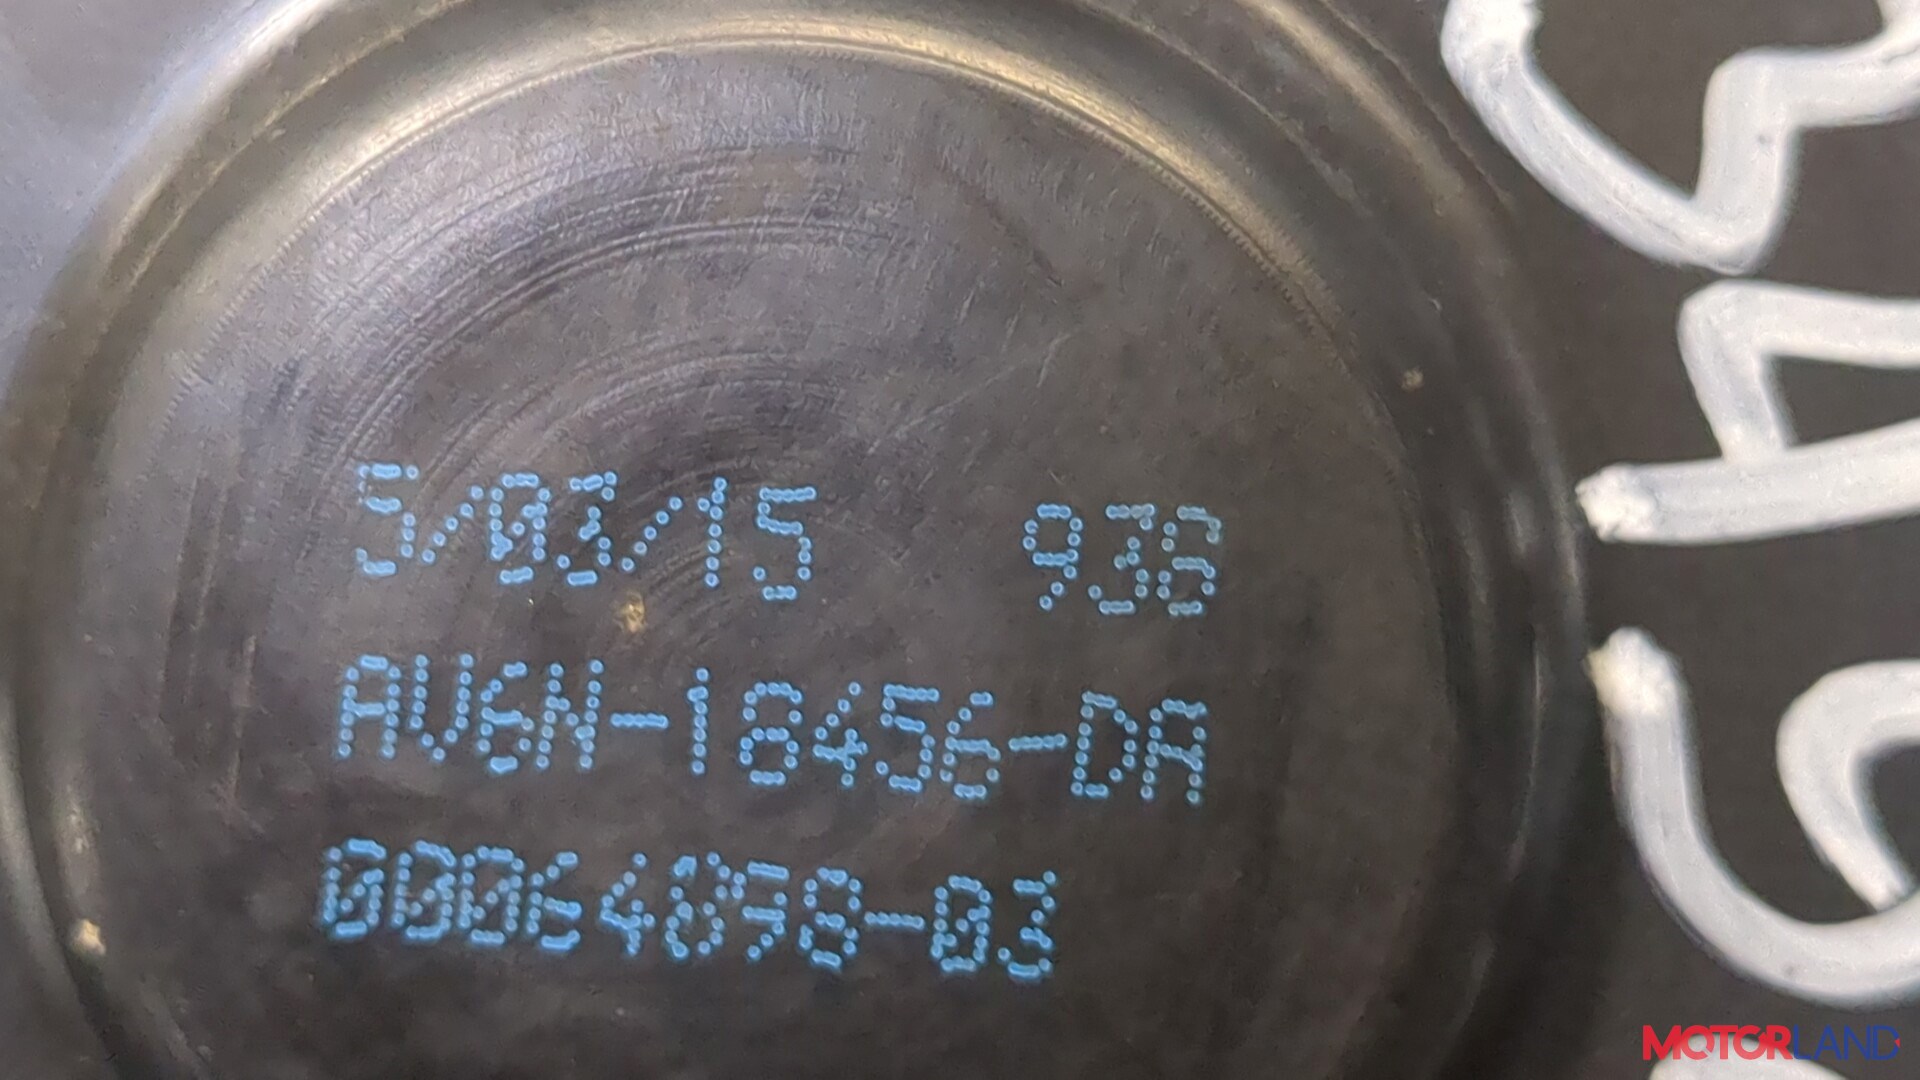 5/03/15 936
AV6N-18456-DA
00064098-03
MOTORLAND